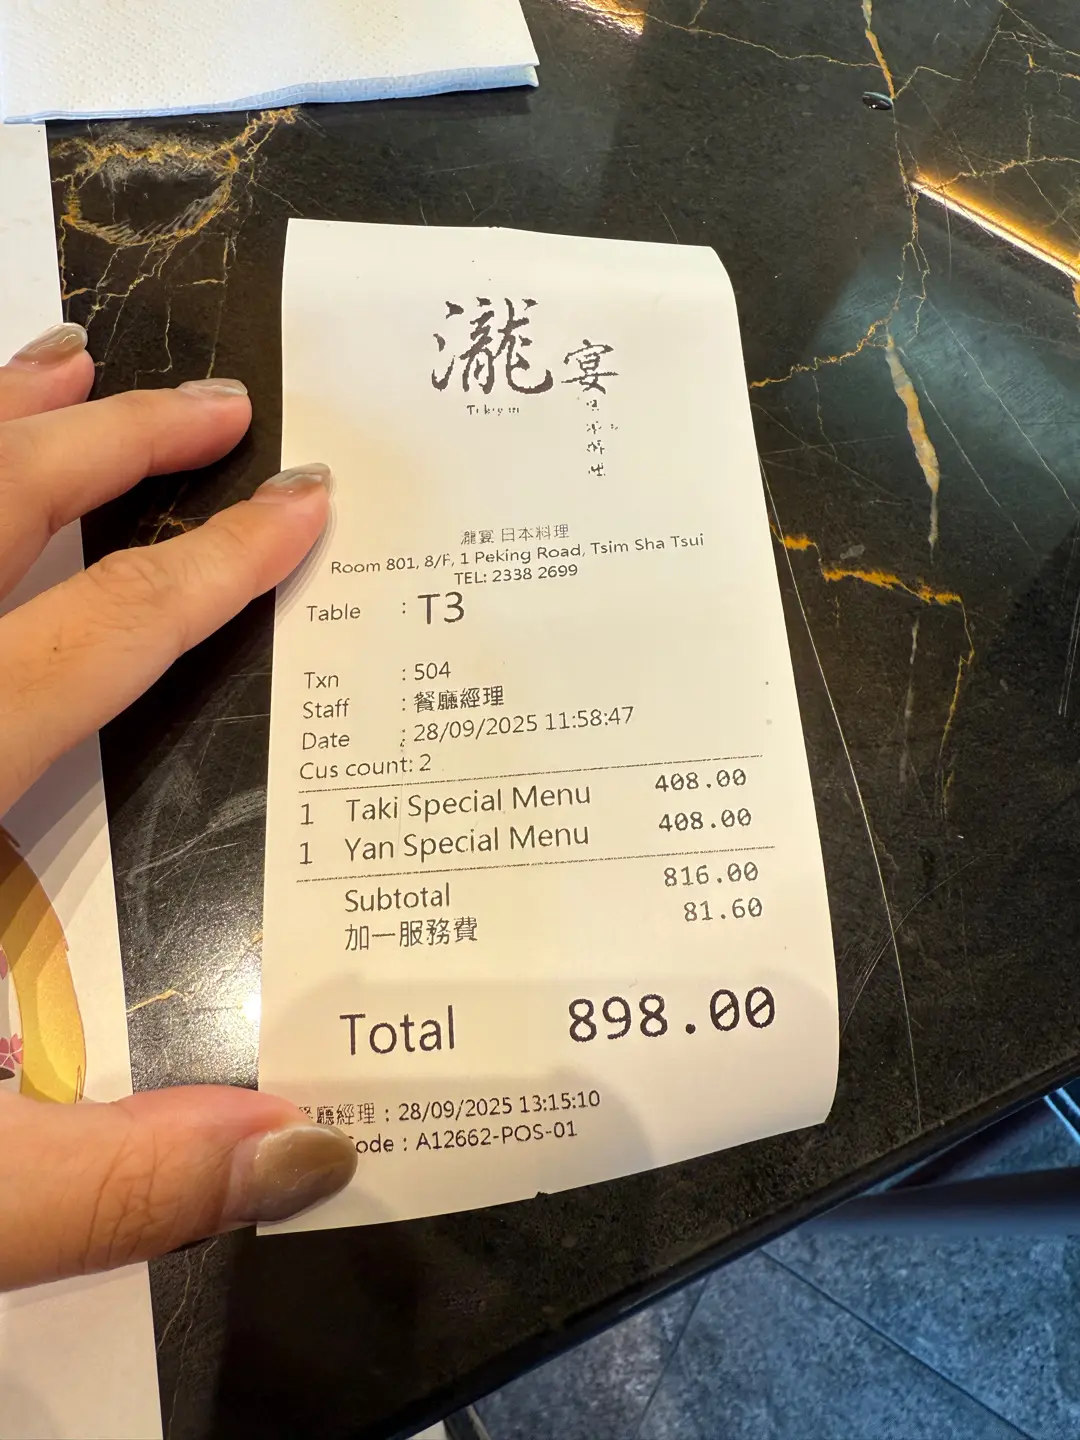 瀧宴
瀧宴 日本料理
Room 801, 8/F, 1 Peking Road, Tsim Sha Tsui
TEL: 2338 2699
Table : T3
Txn : 504
Staff : 餐廳經理
Date : 28/09/2025 11:58:47
Cus count: 2
1 Taki Special Menu 408.00
1 Yan Special Menu 408.00
Subtotal 816.00
加一服務費 81.60
Total 898.00
餐廳經理 : 28/09/2025 13:15:10
ode : A12662-POS-01